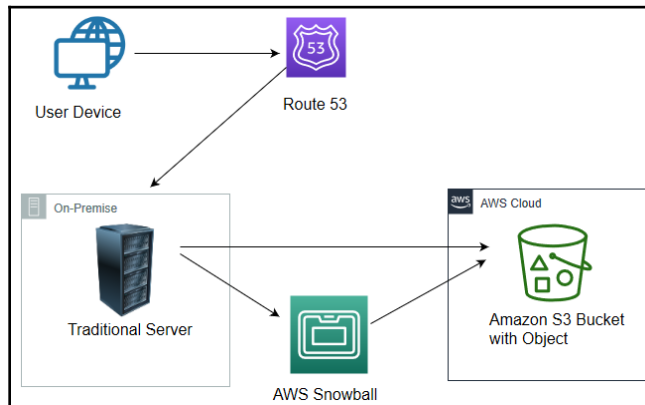 53
User Device
Route 53
On-Premise
aws
AWS Cloud
Traditional Server
Amazon S3 Bucket
with Object
AWS Snowball